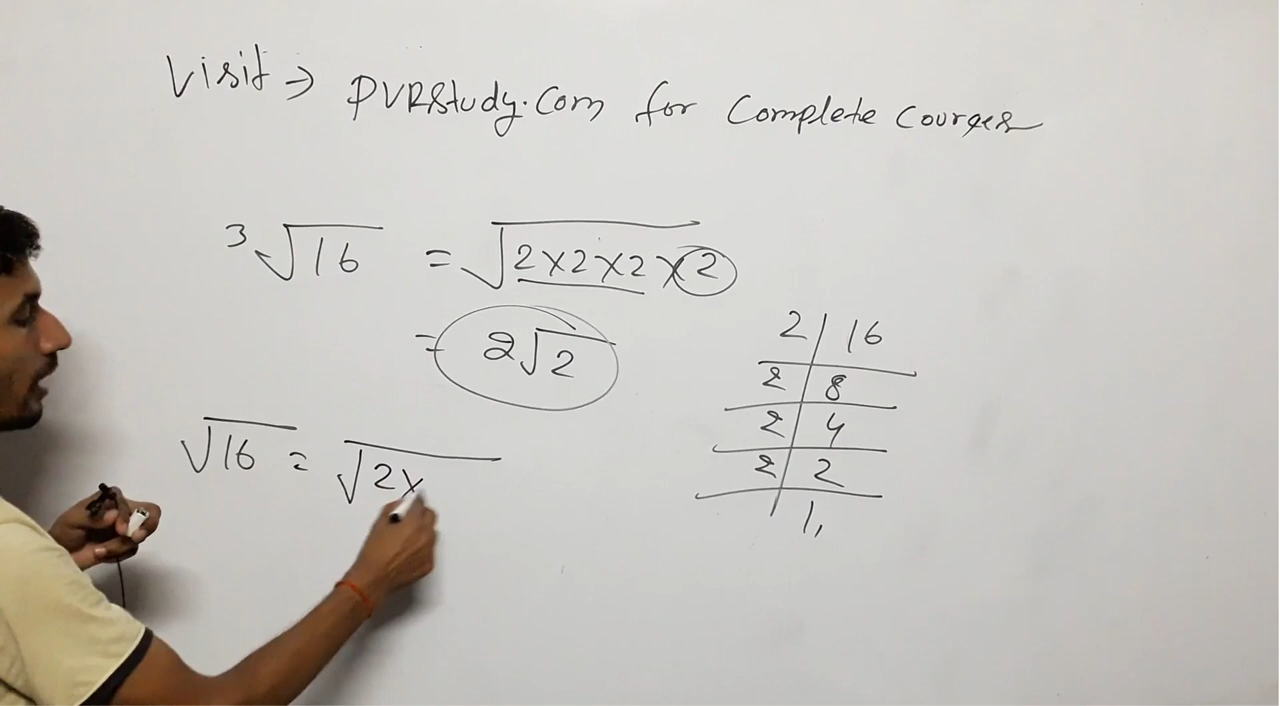 Visit ⇒ PVRStudy.Com for Complete Courses
³√16 = √2×2×2×2
= 2√2
2 | 16
2 | 8
2 | 4
2 | 2
1,
√16 = √2×